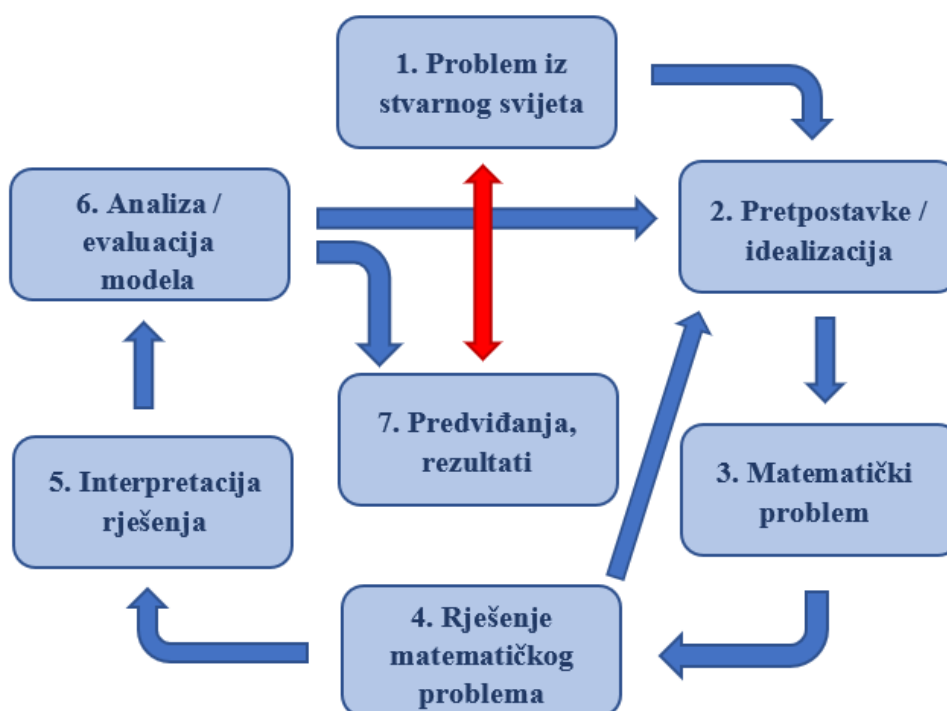 1. Problem iz
stvarnog svijeta
2. Pretpostavke /
idealizacija
3. Matematički
problem
4. Rješenje
matematičkog
problema
5. Interpretacija
rješenja
6. Analiza /
evaluacija
modela
7. Predviđanja,
rezultati